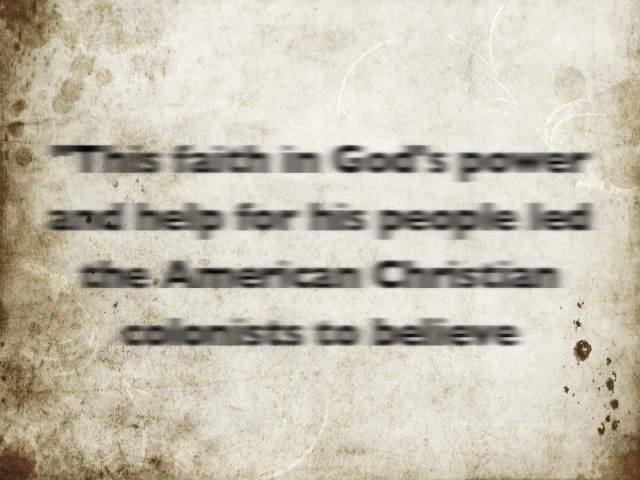 "This faith in God's power
and help for his people led
the American Christian
colonists to believe